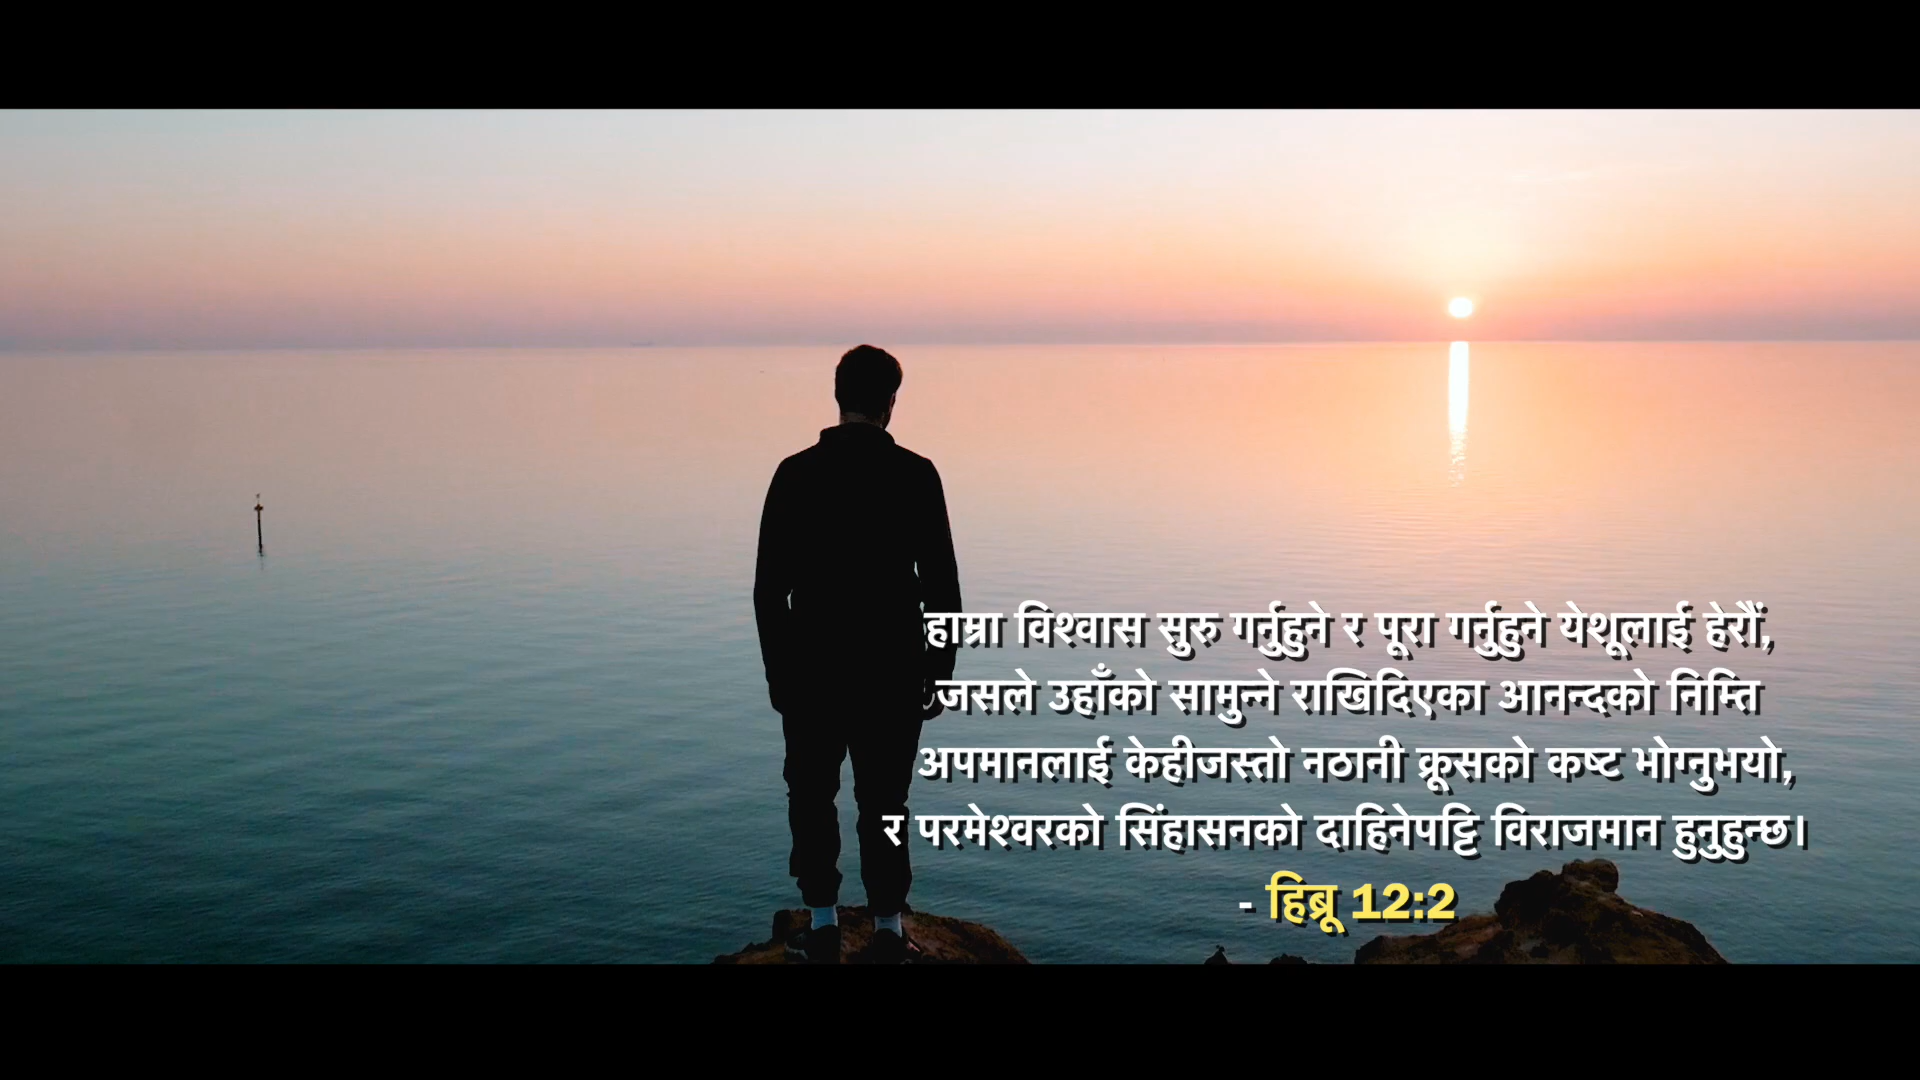 हाम्रा विश्वास सुरु गर्नुहुने र पूरा गर्नुहुने येशूलाई हेरौं,
जसले उहाँको सामुन्ने राखिदिएका आनन्दको निम्ति
अपमानलाई केहीजस्तो नठानी क्रूसको कष्ट भोग्नुभयो,
र परमेश्वरको सिंहासनको दाहिनेपट्टि विराजमान हुनुहुन्छ।
- हिब्रू 12:2